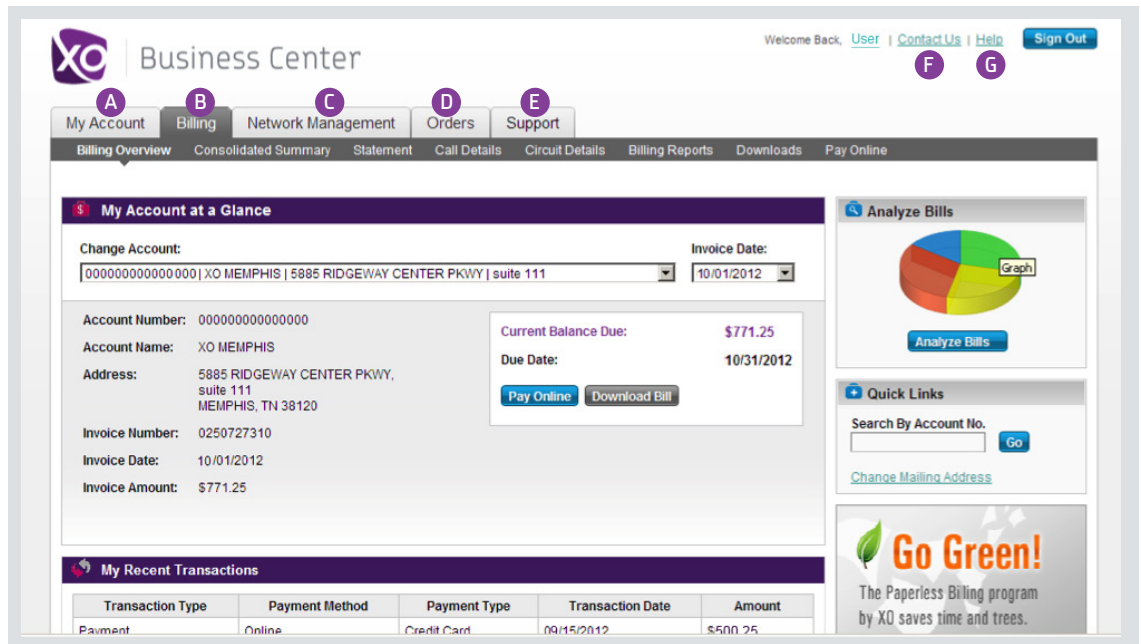 XO Business Center
Welcome Back, User | Contact Us | Help Sign Out
F G
A B C D E
My Account Billing Network Management Orders Support
Billing Overview Consolidated Summary Statement Call Details Circuit Details Billing Reports Downloads Pay Online
$ My Account at a Glance
Change Account:
000000000000000 | XO MEMPHIS | 5885 RIDGEWAY CENTER PKWY | suite 111
Invoice Date:
10/01/2012
Account Number: 000000000000000
Account Name: XO MEMPHIS
Address: 5885 RIDGEWAY CENTER PKWY,
suite 111
MEMPHIS, TN 38120
Invoice Number: 0250727310
Invoice Date: 10/01/2012
Invoice Amount: $771.25
Current Balance Due: $771.25
Due Date: 10/31/2012
Pay Online Download Bill
Analyze Bills
Graph
Analyze Bills
Quick Links
Search By Account No.
Go
Change Mailing Address
Go Green!
The Paperless Billing program
by XO saves time and trees.
My Recent Transactions
Transaction Type Payment Method Payment Type Transaction Date Amount
Payment Online Credit Card 09/15/2012 $500.25